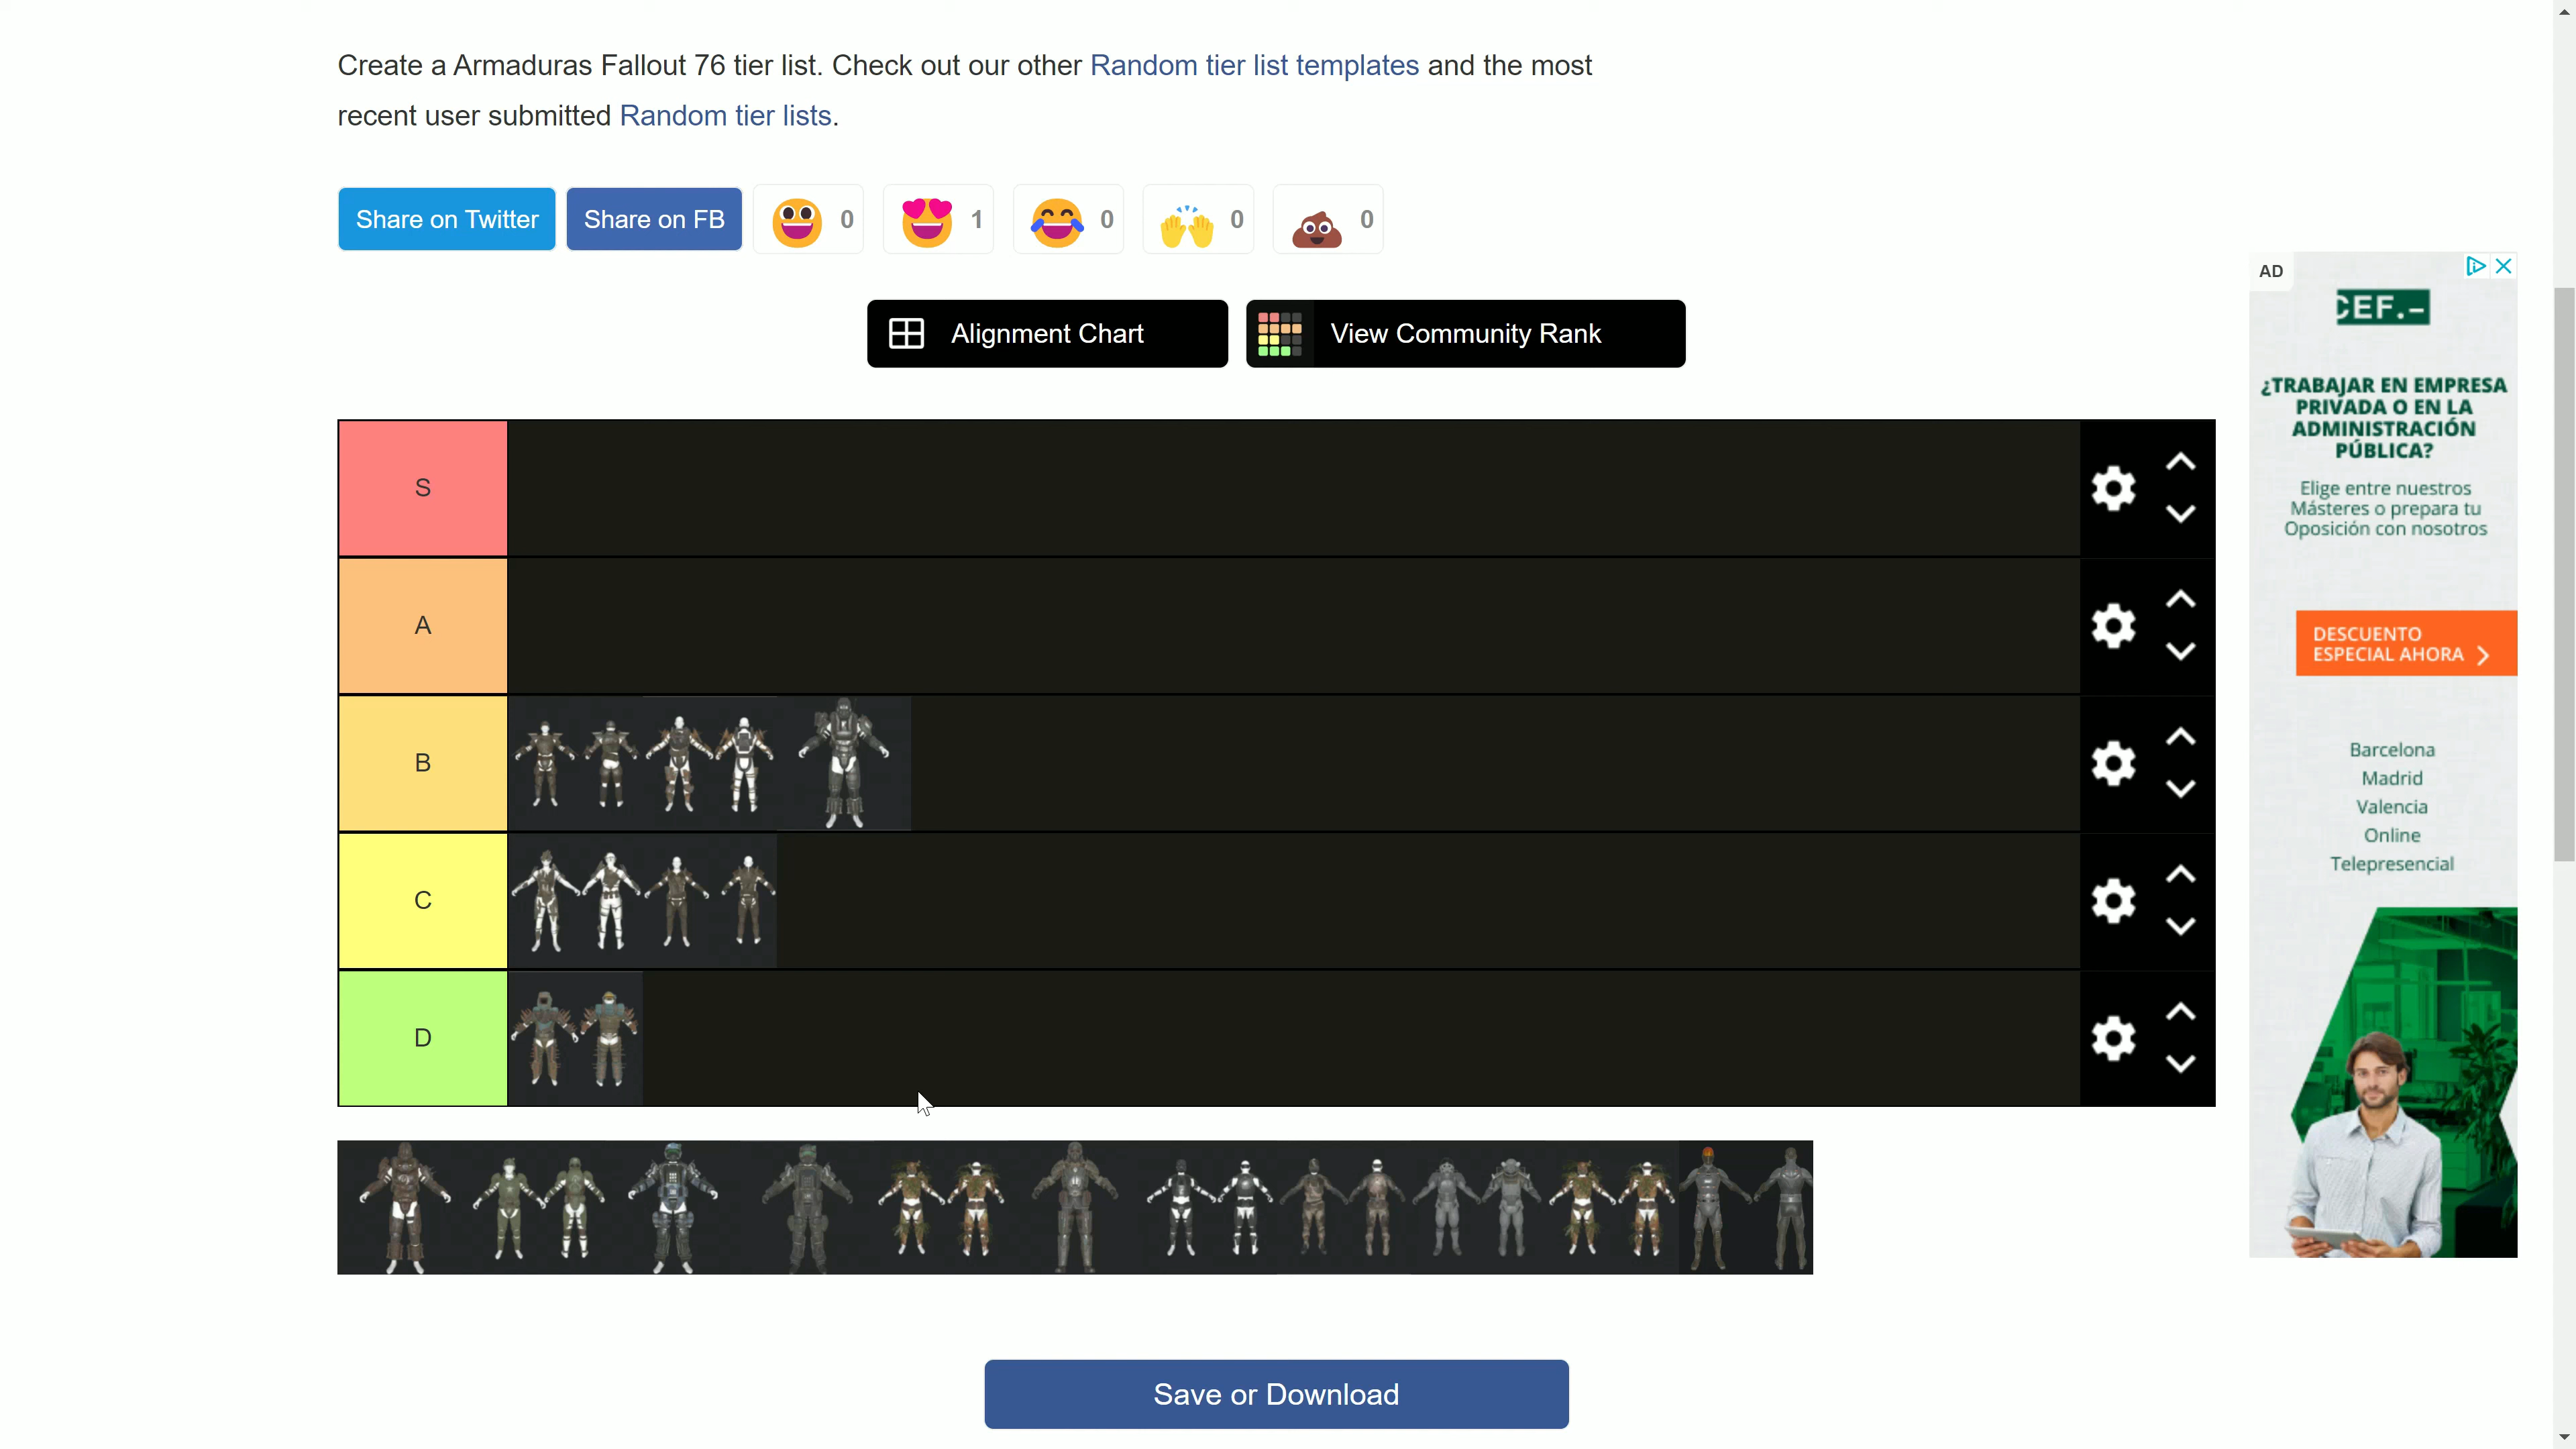 Create a Armaduras Fallout 76 tier list. Check out our other Random tier list templates and the most
recent user submitted Random tier lists.
Share on Twitter
Share on FB
0
1
0
0
0
Alignment Chart
View Community Rank
S
A
B
C
D
Save or Download
AD
CEF.-
¿TRABAJAR EN EMPRESA
PRIVADA O EN LA
ADMINISTRACIÓN
PÚBLICA?
Elige entre nuestros
Másteres o prepara tu
Oposición con nosotros
DESCUENTO
ESPECIAL AHORA
Barcelona
Madrid
Valencia
Online
Telepresencial